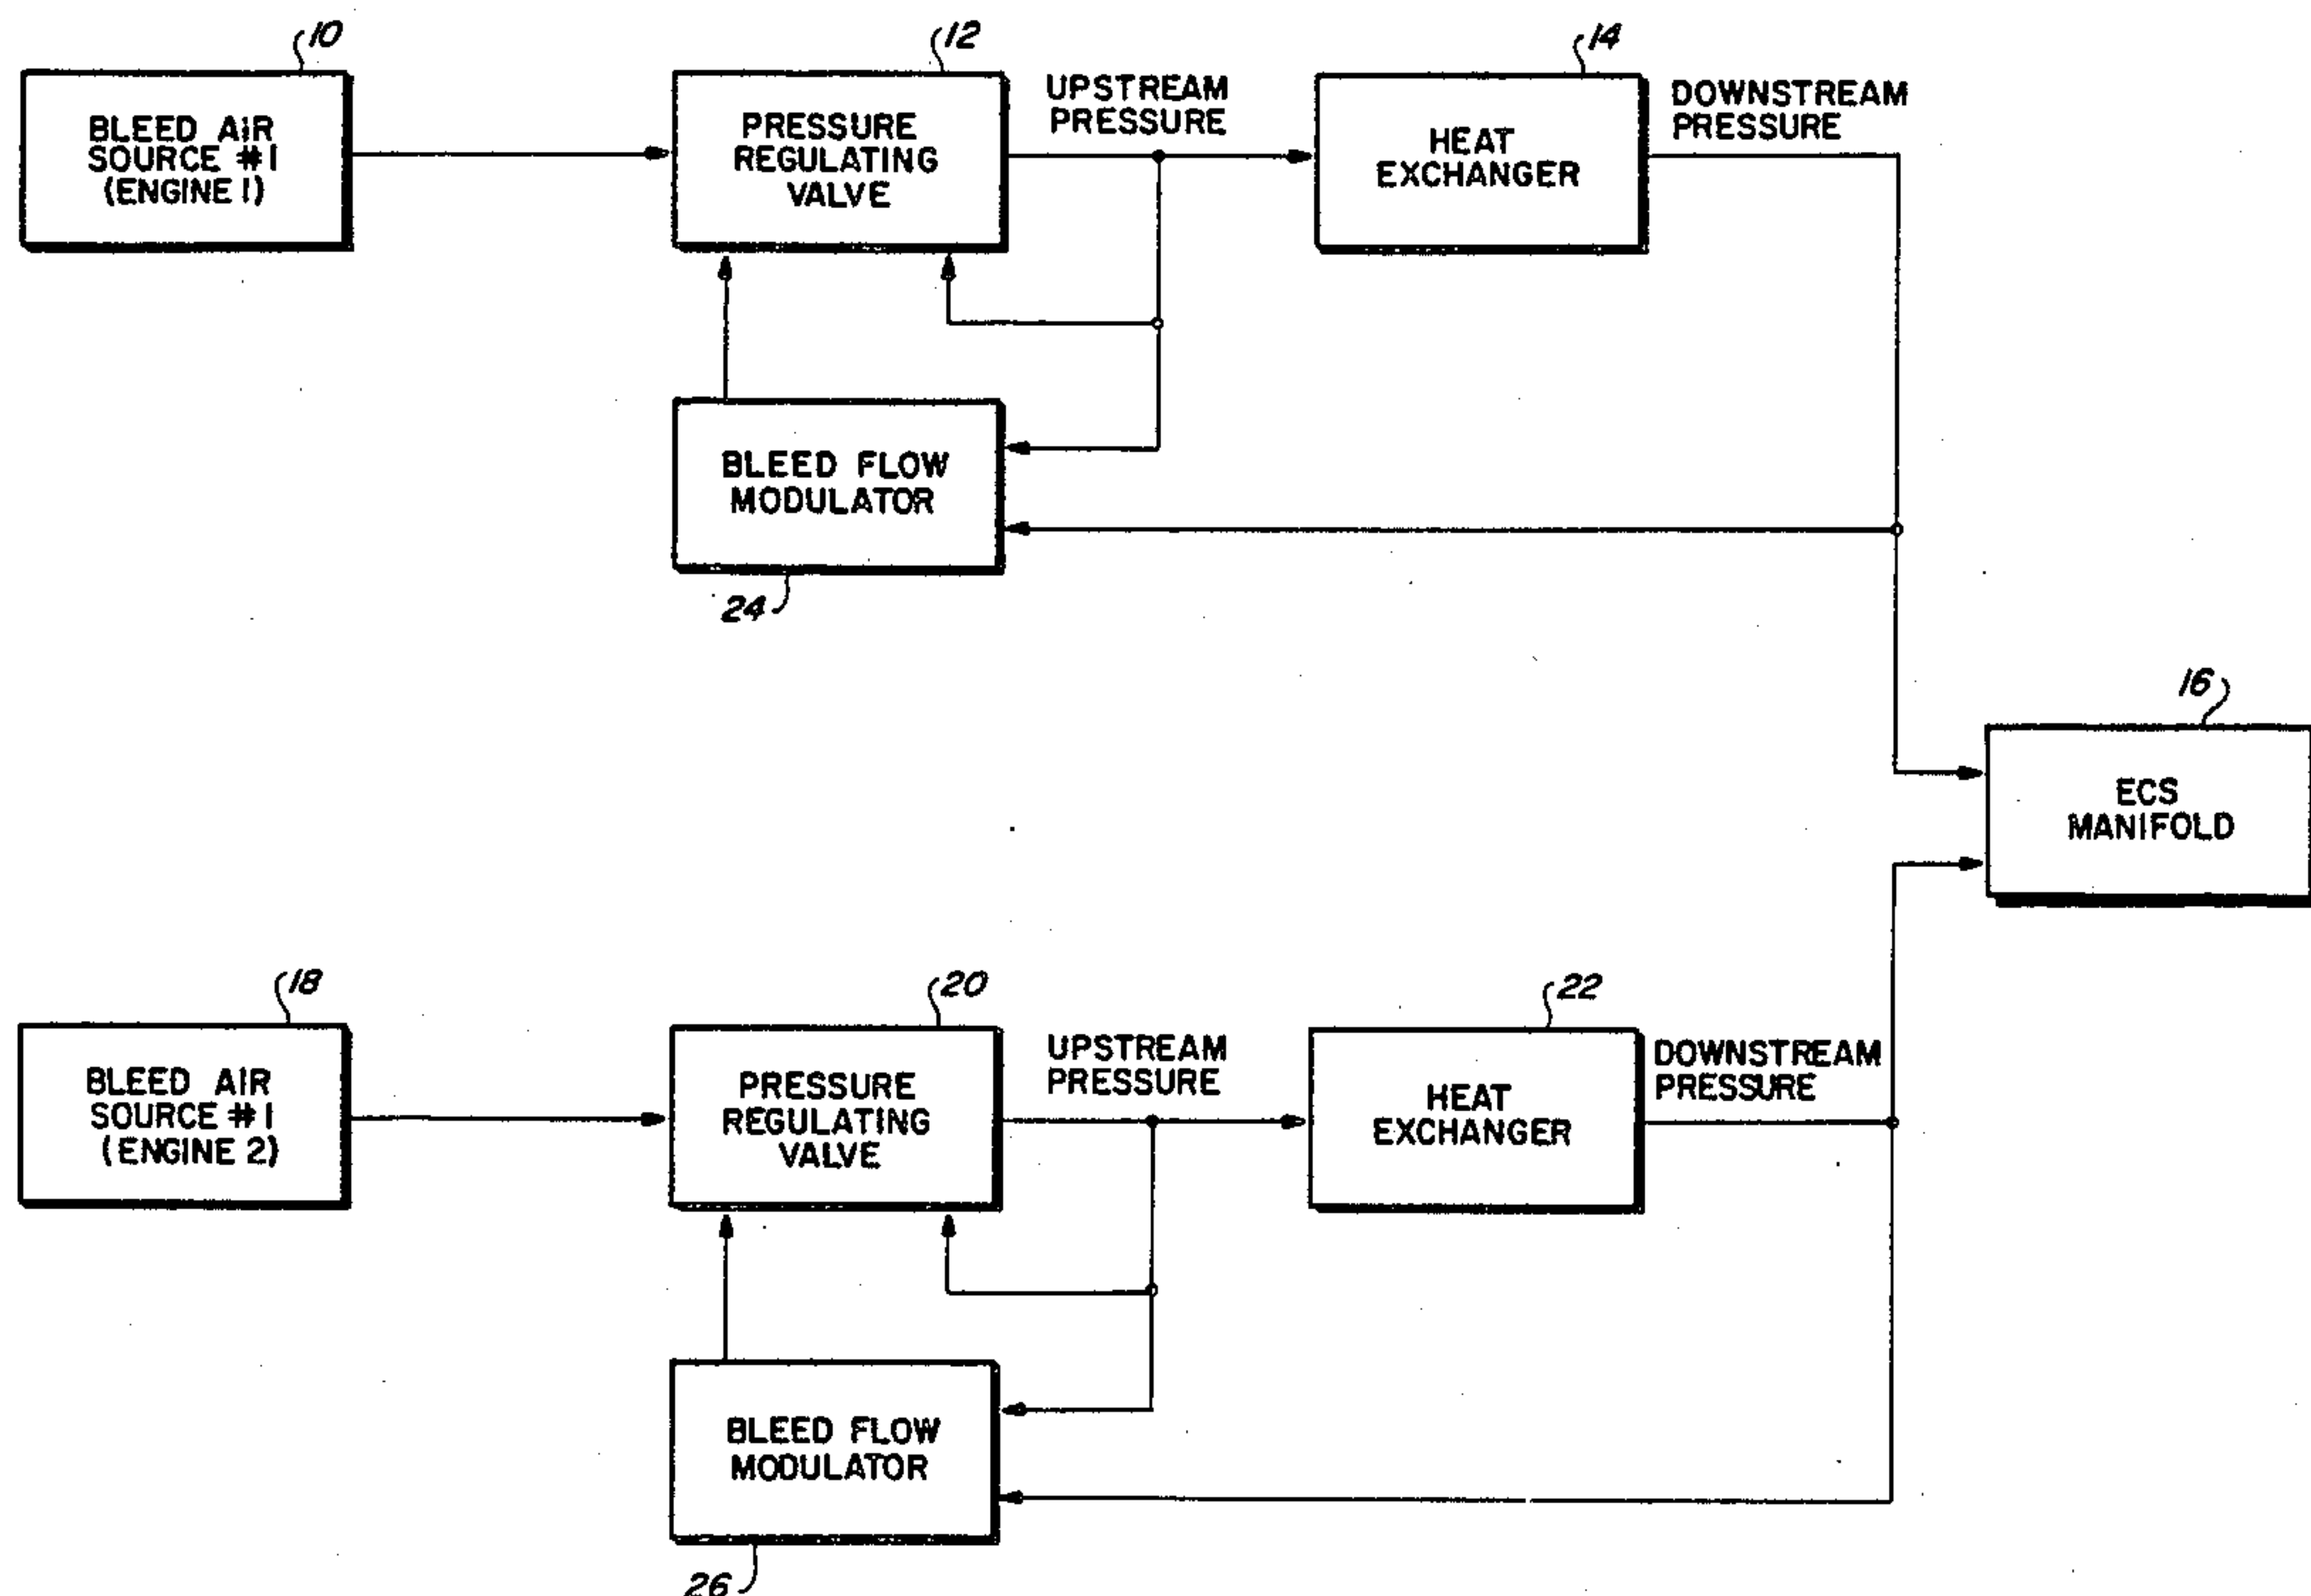 10
12
14
BLEED AIR
SOURCE #1
(ENGINE 1)
PRESSURE
REGULATING
VALVE
UPSTREAM
PRESSURE
HEAT
EXCHANGER
DOWNSTREAM
PRESSURE
BLEED FLOW
MODULATOR
24
16
ECS
MANIFOLD
18
20
22
BLEED AIR
SOURCE #1
(ENGINE 2)
PRESSURE
REGULATING
VALVE
UPSTREAM
PRESSURE
HEAT
EXCHANGER
DOWNSTREAM
PRESSURE
BLEED FLOW
MODULATOR
26